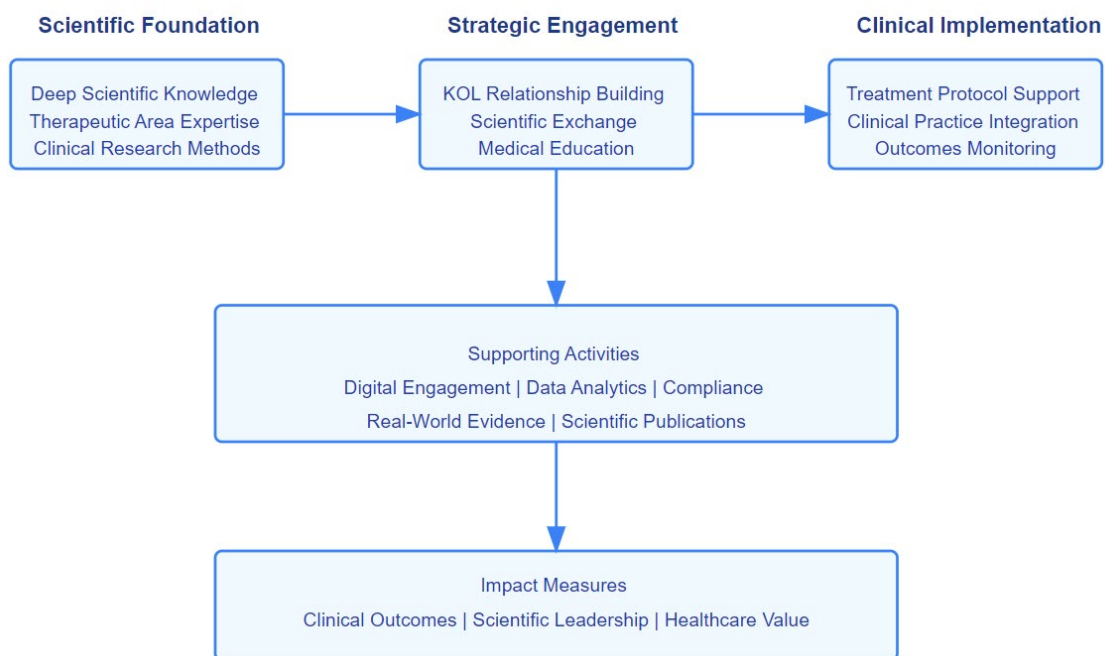 Scientific Foundation
Strategic Engagement
Clinical Implementation
Deep Scientific Knowledge
Therapeutic Area Expertise
Clinical Research Methods
KOL Relationship Building
Scientific Exchange
Medical Education
Treatment Protocol Support
Clinical Practice Integration
Outcomes Monitoring
Supporting Activities
Digital Engagement | Data Analytics | Compliance
Real-World Evidence | Scientific Publications
Impact Measures
Clinical Outcomes | Scientific Leadership | Healthcare Value